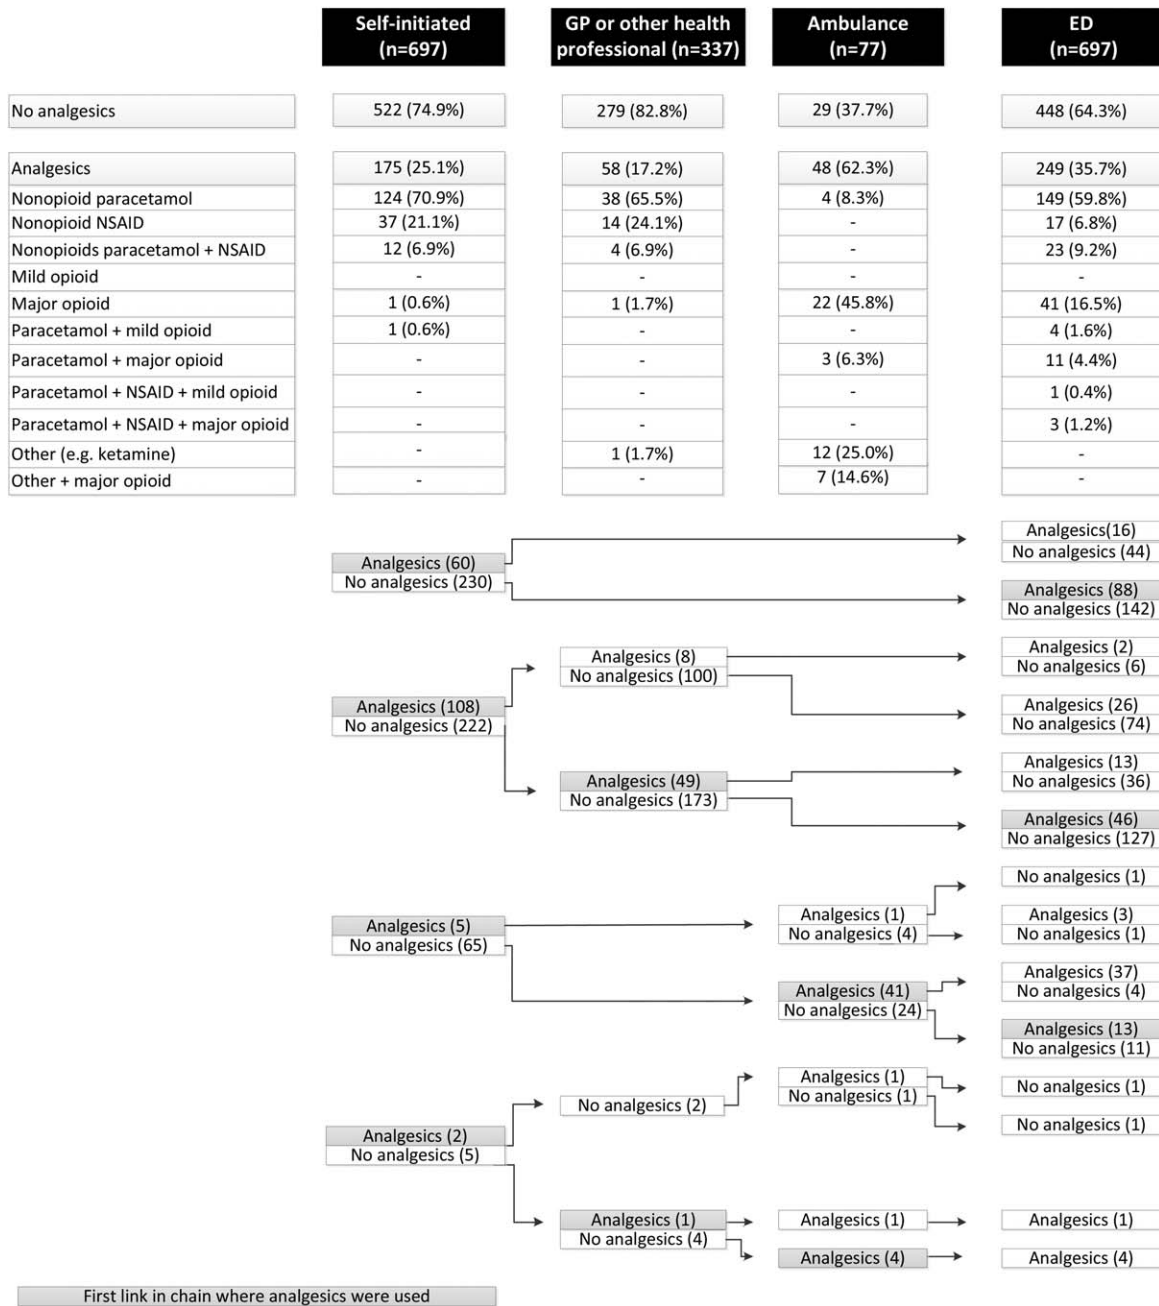 Self-initiated (n=697) GP or other health professional (n=337) Ambulance (n=77) ED (n=697)
No analgesics 522 (74.9%) 279 (82.8%) 29 (37.7%) 448 (64.3%)
Analgesics 175 (25.1%) 58 (17.2%) 48 (62.3%) 249 (35.7%)
Nonopioid paracetamol 124 (70.9%) 38 (65.5%) 4 (8.3%) 149 (59.8%)
Nonopioid NSAID 37 (21.1%) 14 (24.1%) - 17 (6.8%)
Nonopioids paracetamol + NSAID 12 (6.9%) 4 (6.9%) - 23 (9.2%)
Mild opioid - - - -
Major opioid 1 (0.6%) 1 (1.7%) 22 (45.8%) 41 (16.5%)
Paracetamol + mild opioid 1 (0.6%) - - 4 (1.6%)
Paracetamol + major opioid - - 3 (6.3%) 11 (4.4%)
Paracetamol + NSAID + mild opioid - - - 1 (0.4%)
Paracetamol + NSAID + major opioid - - - 3 (1.2%)
Other (e.g. ketamine) - 1 (1.7%) 12 (25.0%) -
Other + major opioid - - 7 (14.6%) -
Analgesics(16)
No analgesics (44)
Analgesics (60)
No analgesics (230)
Analgesics (88)
No analgesics (142)
Analgesics (8)
No analgesics (100)
Analgesics (2)
No analgesics (6)
Analgesics (108)
No analgesics (222)
Analgesics (26)
No analgesics (74)
Analgesics (49)
No analgesics (173)
Analgesics (13)
No analgesics (36)
Analgesics (46)
No analgesics (127)
No analgesics (1)
Analgesics (5)
No analgesics (65)
Analgesics (1)
No analgesics (4)
Analgesics (3)
No analgesics (1)
Analgesics (41)
No analgesics (24)
Analgesics (37)
No analgesics (4)
Analgesics (13)
No analgesics (11)
No analgesics (2)
Analgesics (1)
No analgesics (1)
No analgesics (1)
No analgesics (1)
Analgesics (2)
No analgesics (5)
Analgesics (1)
No analgesics (4)
Analgesics (1)
Analgesics (1)
Analgesics (4)
Analgesics (4)
First link in chain where analgesics were used